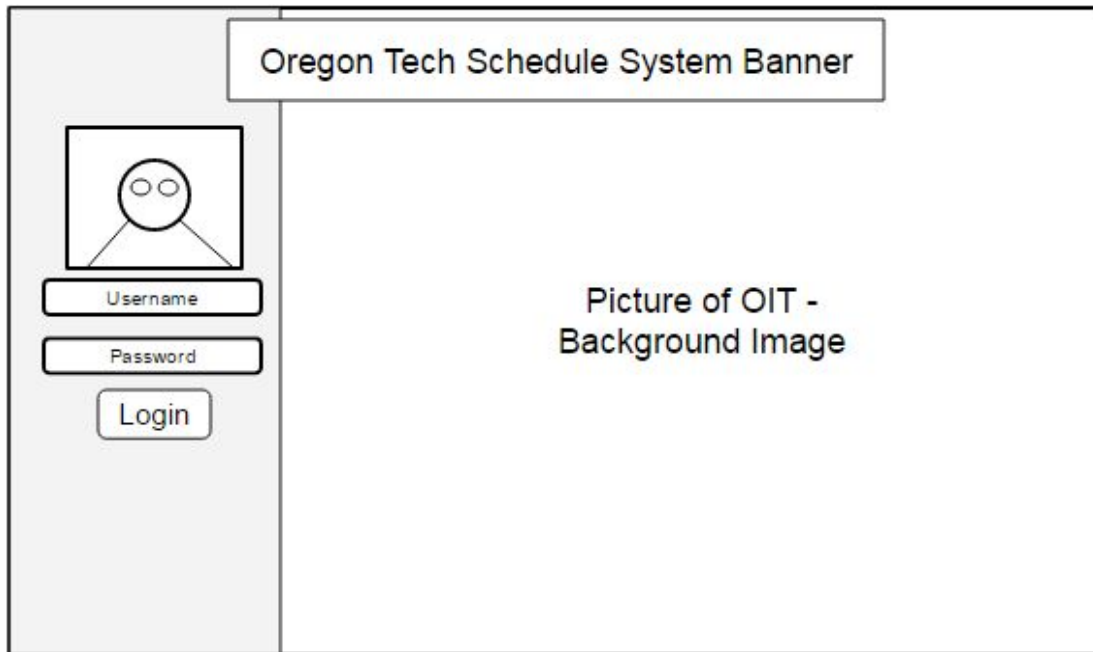 Oregon Tech Schedule System Banner
Username
Password
Login
Picture of OIT -
Background Image